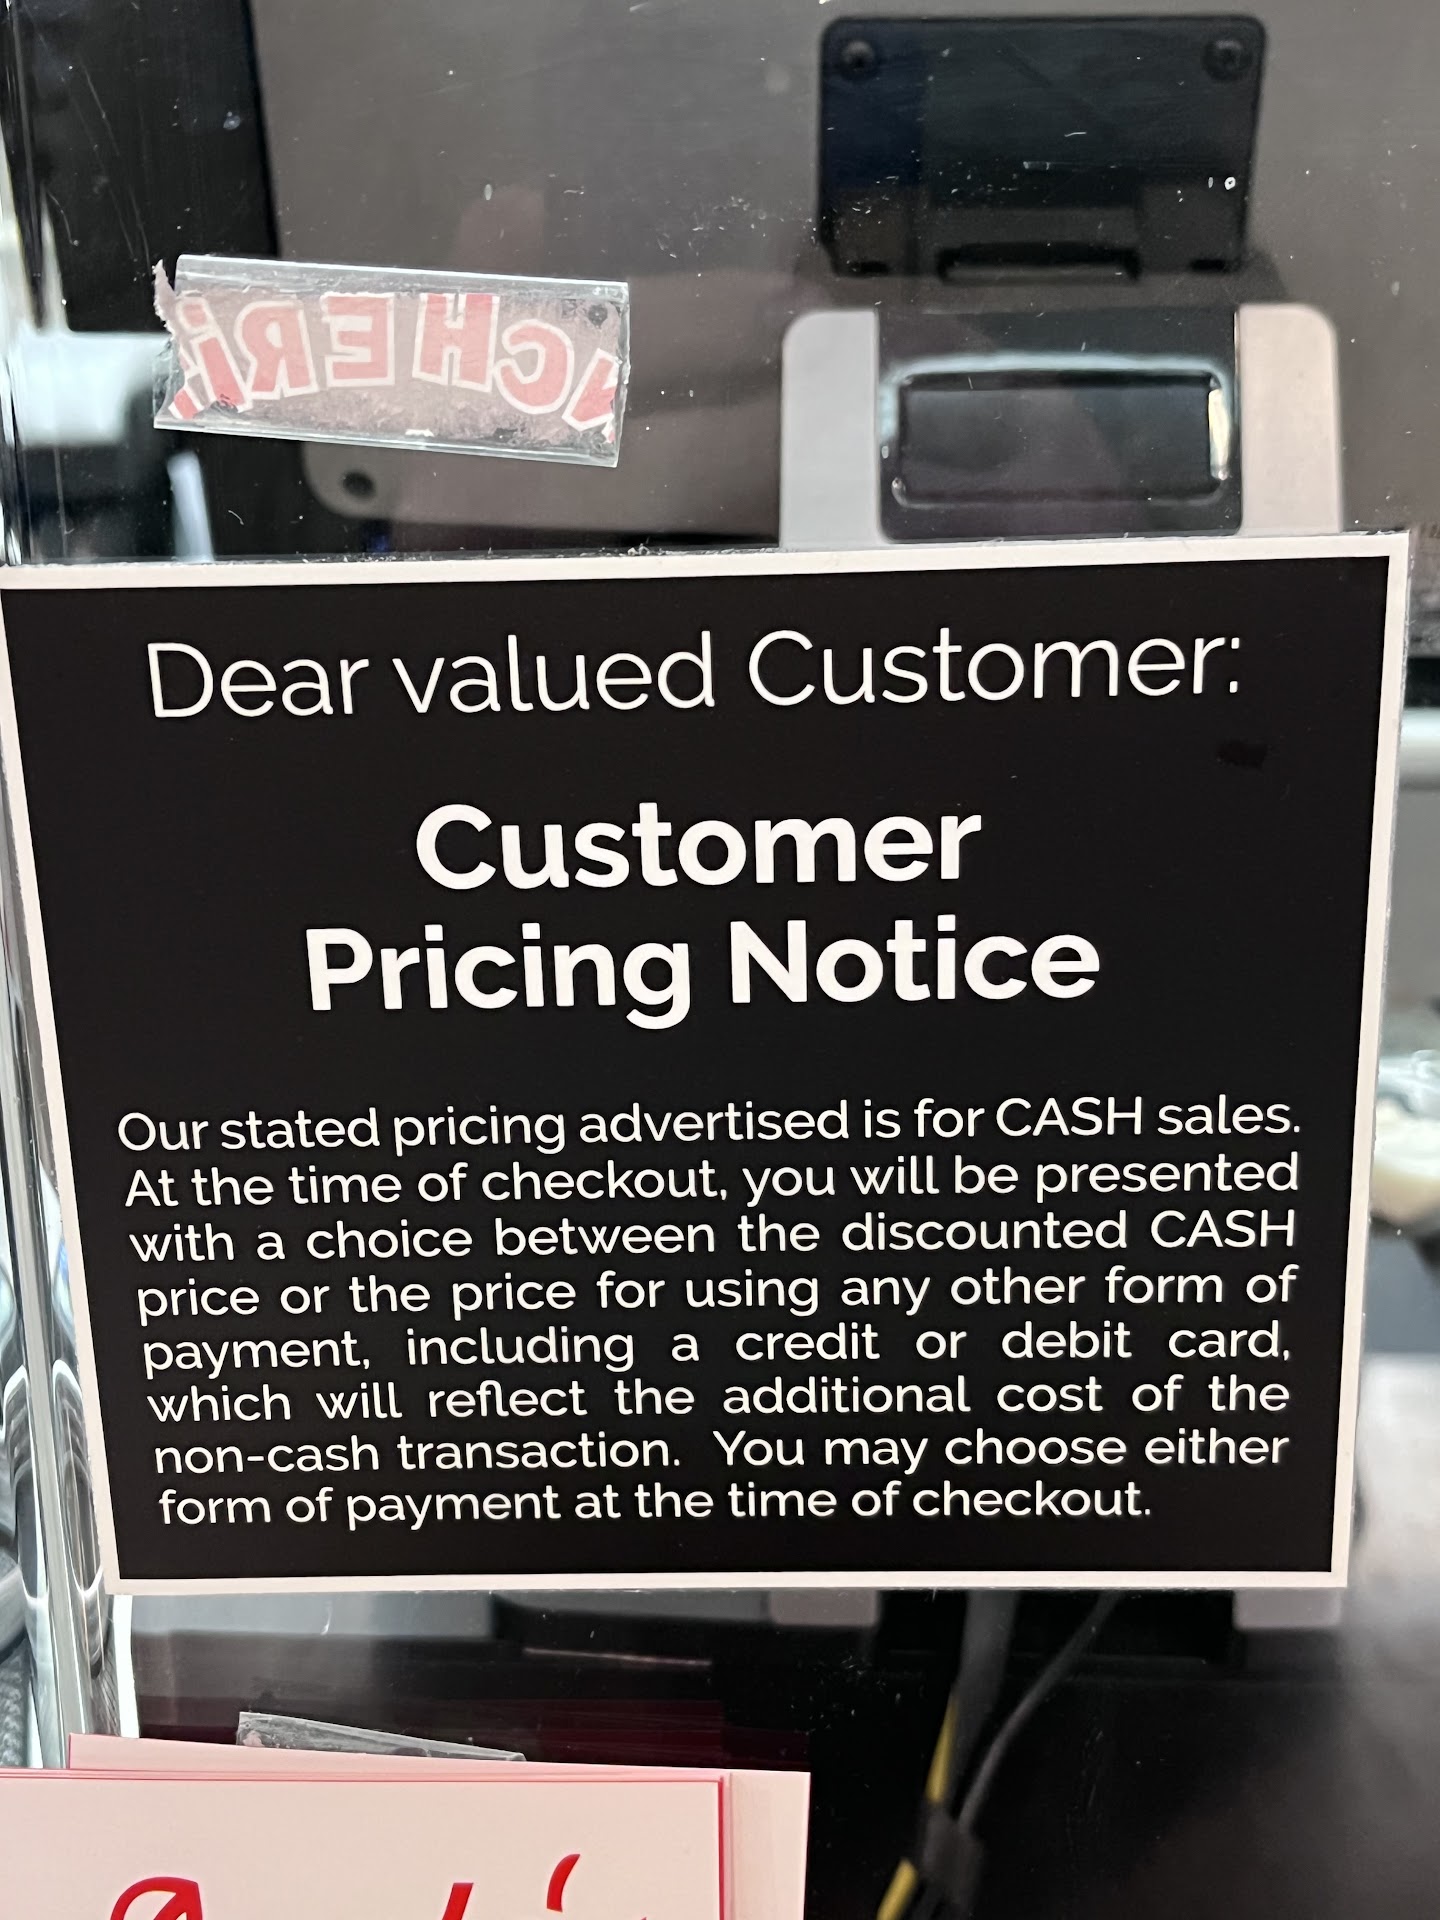 Dear valued Customer:
Customer
Pricing Notice
Our stated pricing advertised is for CASH sales.
At the time of checkout, you will be presented
with a choice between the discounted CASH
price or the price for using any other form of
payment, including a credit or debit card,
which will reflect the additional cost of the
non-cash transaction. You may choose either
form of payment at the time of checkout.